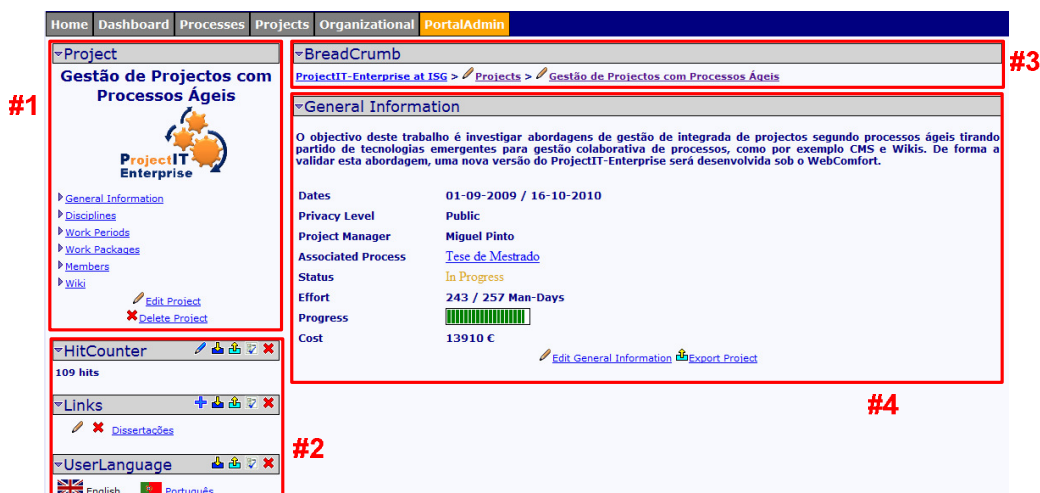 Home Dashboard Processes Projects Organizational PortalAdmin
#1
Project
Gestão de Projectos com
Processos Ágeis
ProjectIT
Enterprise
General Information
Disciplines
Work Periods
Work Packages
Members
Wiki
Edit Project
Delete Project
#2
HitCounter
109 hits
Links
Dissertações
UserLanguage
English Português
#3
BreadCrumb
ProjectIT-Enterprise at ISG > Projects > Gestão de Projectos com Processos Ágeis
#4
General Information
O objectivo deste trabalho é investigar abordagens de gestão de integrada de projectos segundo processos ágeis tirando
partido de tecnologias emergentes para gestão colaborativa de processos, como por exemplo CMS e Wikis. De forma a
validar esta abordagem, uma nova versão do ProjectIT-Enterprise será desenvolvida sob o WebComfort.
Dates 01-09-2009 / 16-10-2010
Privacy Level Public
Project Manager Miguel Pinto
Associated Process Tese de Mestrado
Status In Progress
Effort 243 / 257 Man-Days
Progress
Cost 13910 €
Edit General Information Export Project